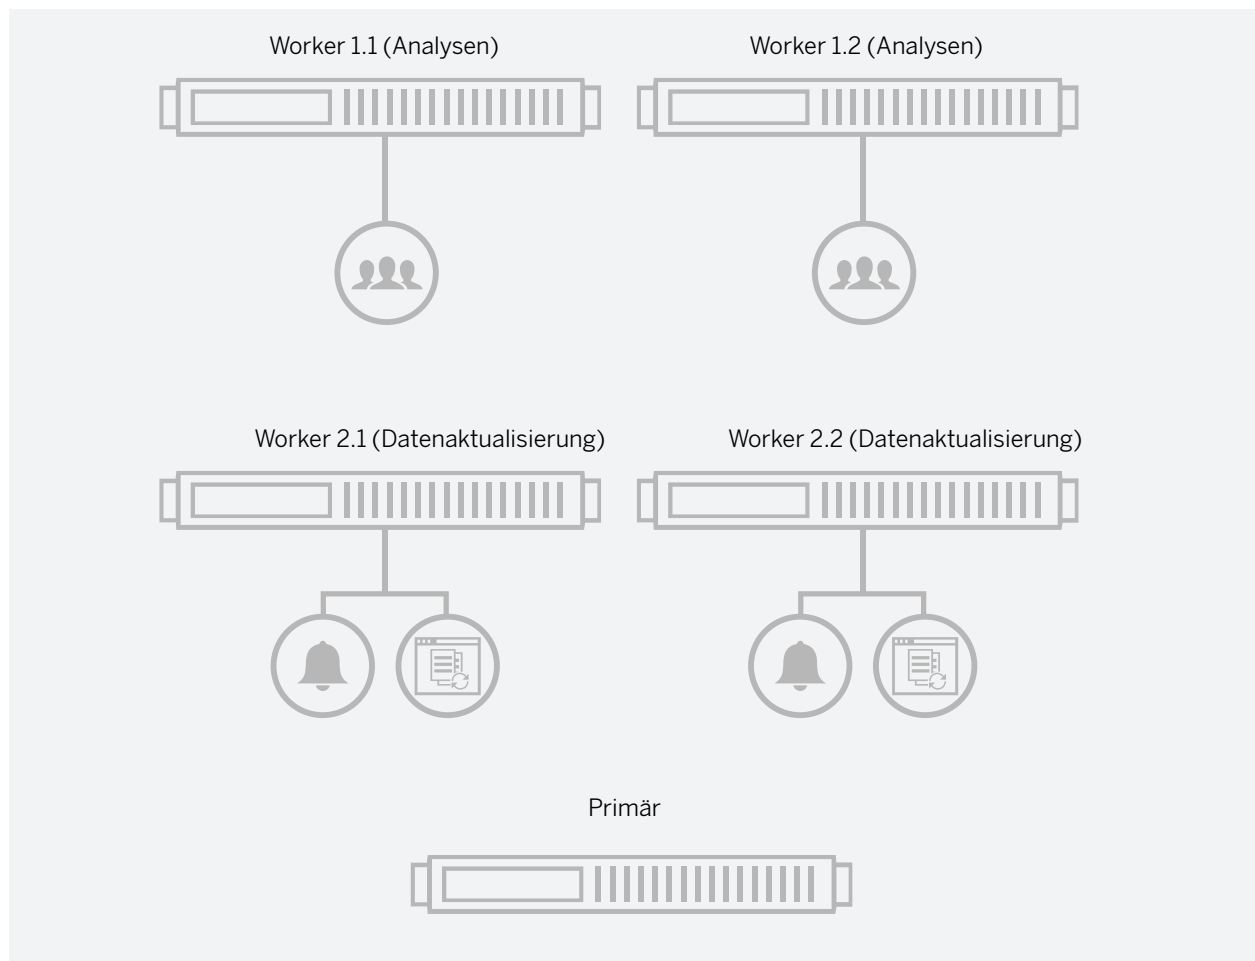 Worker 1.1 (Analysen)
Worker 1.2 (Analysen)
Worker 2.1 (Datenaktualisierung)
Worker 2.2 (Datenaktualisierung)
Primär